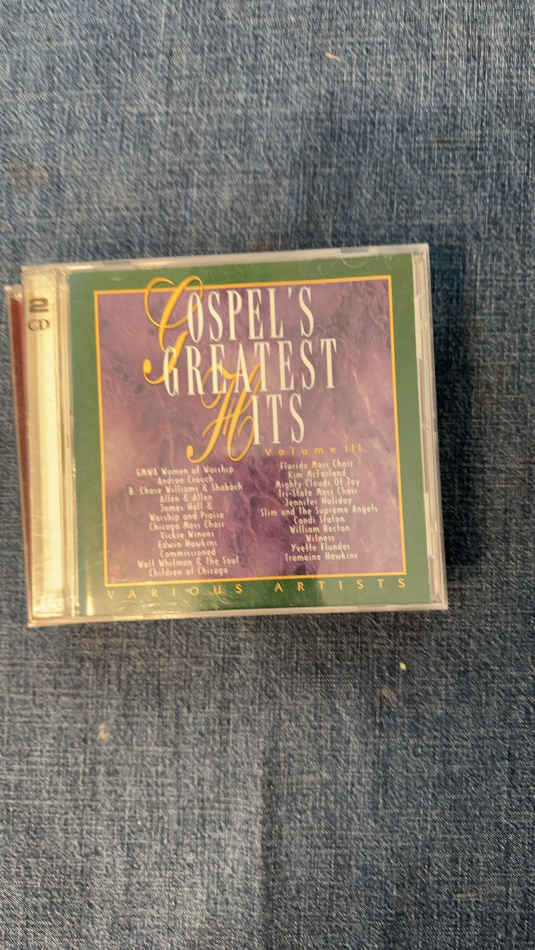 2
CD
GOSPEL'S
GREATEST
HITS
Volume III
GMWA Women of Worship
Andrae Crouch
B. Chase Williams & Shabach
Allen & Allen
James Hall &
Worship and Praise
Chicago Mass Choir
Vickie Winans
Edwin Hawkins
Commissioned
Walt Whitman & The Soul
Children of Chicago
Florida Mass Choir
Kim McFarland
Mighty Clouds Of Joy
Tri-State Mass Choir
Jennifer Holiday
Slim and The Supreme Angels
Candi Staton
William Becton
Witness
Yvette Flunder
Tramaine Hawkins
VARIOUS ARTISTS